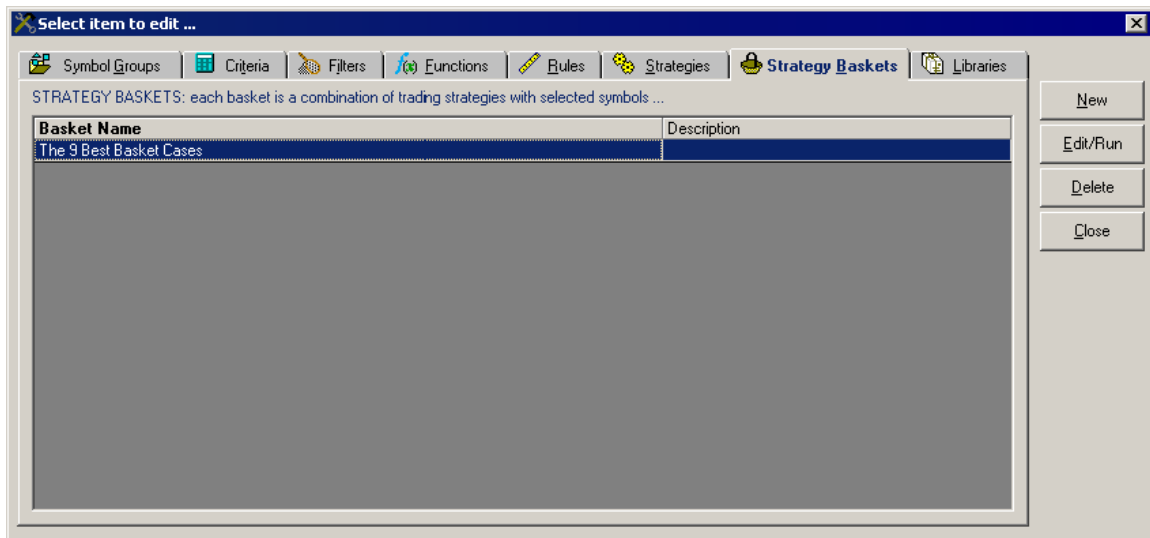 Select item to edit ...
Symbol Groups Criteria Filters f(x) Functions Rules Strategies Strategy Baskets Libraries
STRATEGY BASKETS: each basket is a combination of trading strategies with selected symbols ...
New
Basket Name Description
Edit/Run
The 9 Best Basket Cases
Delete
Close